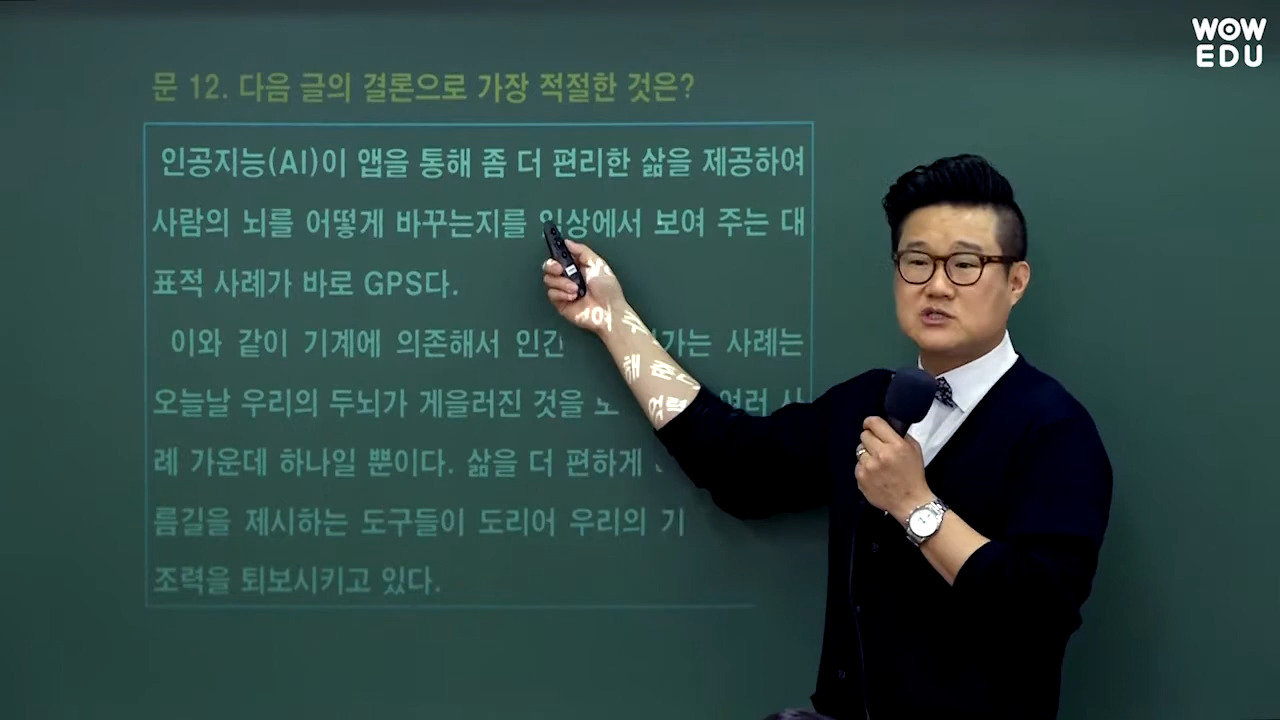 WOW
EDU
문 12. 다음 글의 결론으로 가장 적절한 것은?
인공지능(AI)이 앱을 통해 좀 더 편리한 삶을 제공하여
사람의 뇌를 어떻게 바꾸는지를 일상에서 보여 주는 대
표적 사례가 바로 GPS다.
이와 같이 기계에 의존해서 인간 사례는
오늘날 우리의 두뇌가 게을러진 것을 여러 사
례 가운데 하나일 뿐이다. 삶을 더 편하게
름길을 제시하는 도구들이 도리어 우리의 기
조력을 퇴보시키고 있다.